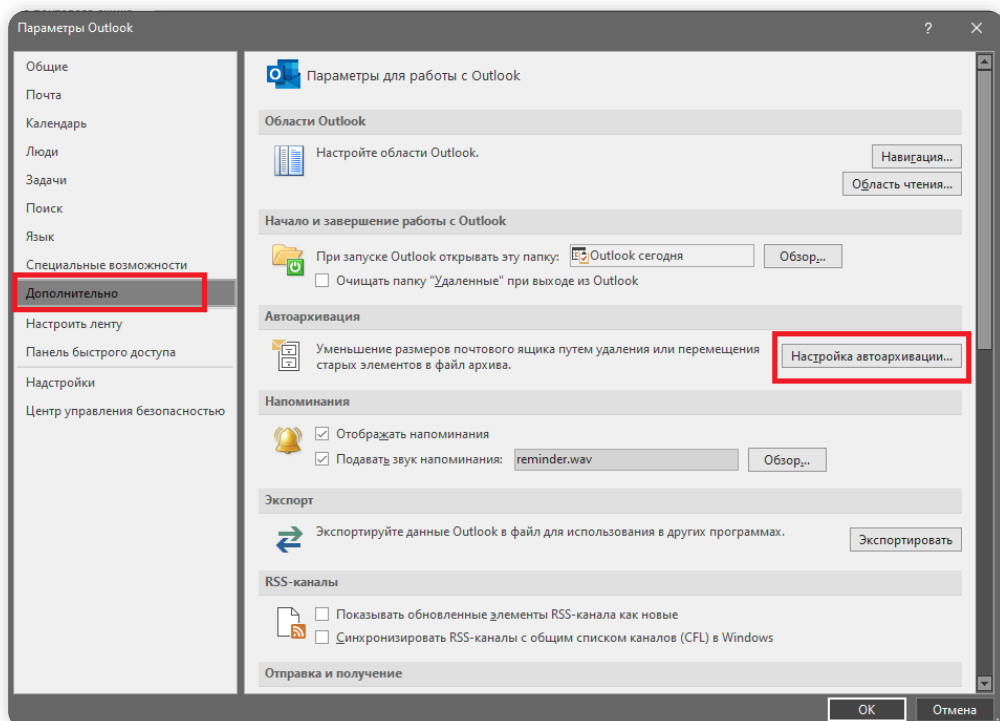 Параметры Outlook
?
Общие
Почта
Календарь
Люди
Задачи
Поиск
Язык
Специальные возможности
Дополнительно
Настроить ленту
Панель быстрого доступа
Надстройки
Центр управления безопасностью
Параметры для работы с Outlook
Области Outlook
Настройте области Outlook.
Навигация...
Область чтения...
Начало и завершение работы с Outlook
При запуске Outlook открывать эту папку:
Outlook сегодня
Обзор...
Очищать папку "Удаленные" при выходе из Outlook
Автоархивация
Уменьшение размеров почтового ящика путем удаления или перемещения
старых элементов в файл архива.
Настройка автоархивации...
Напоминания
Отображать напоминания
Подавать звук напоминания:
reminder.wav
Обзор...
Экспорт
Экспортируйте данные Outlook в файл для использования в других программах.
Экспортировать
RSS-каналы
Показывать обновленные элементы RSS-канала как новые
Синхронизировать RSS-каналы с общим списком каналов (CFL) в Windows
Отправка и получение
ОК
Отмена